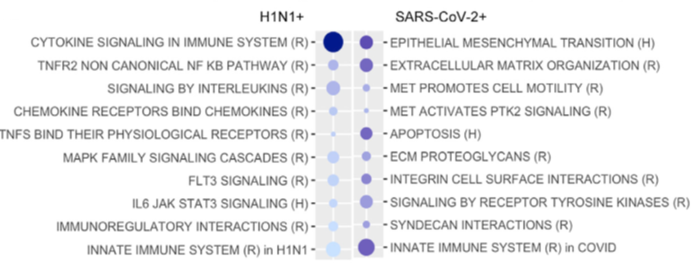 H1N1+ SARS-CoV-2+
CYTOKINE SIGNALING IN IMMUNE SYSTEM (R) EPITHELIAL MESENCHYMAL TRANSITION (H)
TNFR2 NON CANONICAL NF KB PATHWAY (R) EXTRACELLULAR MATRIX ORGANIZATION (R)
SIGNALING BY INTERLEUKINS (R) MET PROMOTES CELL MOTILITY (R)
CHEMOKINE RECEPTORS BIND CHEMOKINES (R) MET ACTIVATES PTK2 SIGNALING (R)
TNFS BIND THEIR PHYSIOLOGICAL RECEPTORS (R) APOPTOSIS (H)
MAPK FAMILY SIGNALING CASCADES (R) ECM PROTEOGLYCANS (R)
FLT3 SIGNALING (R) INTEGRIN CELL SURFACE INTERACTIONS (R)
IL6 JAK STAT3 SIGNALING (H) SIGNALING BY RECEPTOR TYROSINE KINASES (R)
IMMUNOREGULATORY INTERACTIONS (R) SYNDECAN INTERACTIONS (R)
INNATE IMMUNE SYSTEM (R) in H1N1 INNATE IMMUNE SYSTEM (R) in COVID